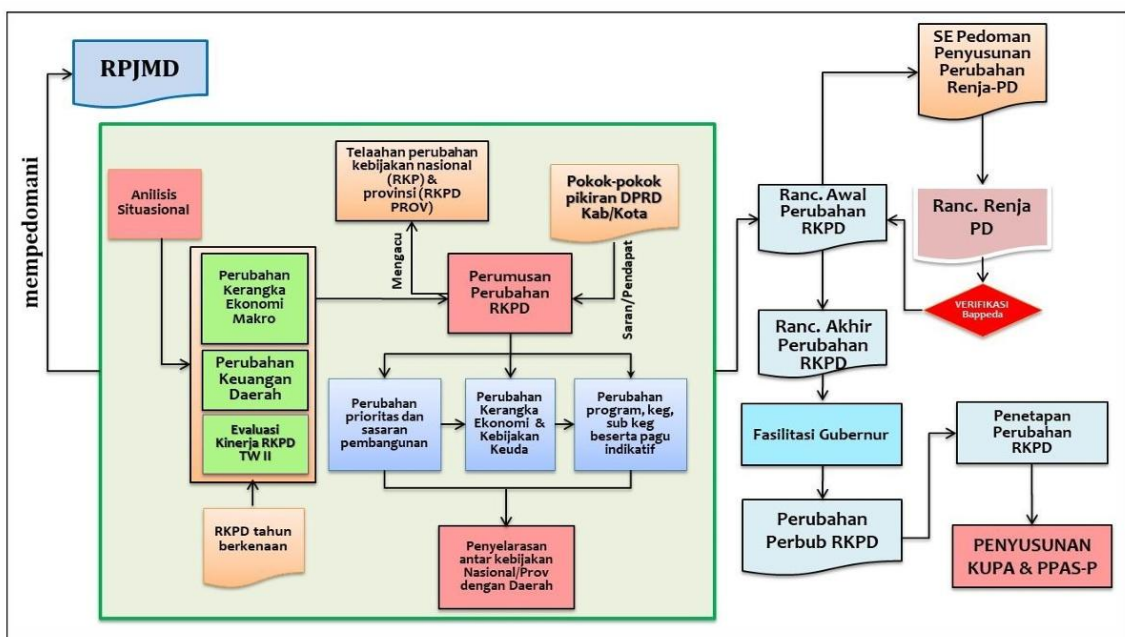 RPJMD
mempedomani
Anilisis
Situasional
Perubahan
Kerangka
Ekonomi
Makro
Perubahan
Keuangan
Daerah
Evaluasi
Kinerja RKPD
TW II
RKPD tahun
berkenaan
Telaahan perubahan
kebijakan nasional
(RKP) &
provinsi (RKPD
PROV)
Mengacu
Pokok-pokok
pikiran DPRD
Kab/Kota
Saran/Pendapat
Perumusan
Perubahan
RKPD
Perubahan
prioritas dan
sasaran
pembangunan
Perubahan
Kerangka
Ekonomi &
Kebijakan
Keuda
Perubahan
program, keg,
sub keg
beserta pagu
indikatif
Penyelarasan
antar kebijakan
Nasional/Prov
dengan Daerah
SE Pedoman
Penyusunan
Perubahan
Renja-PD
Ranc. Renja
PD
VERIFIKASI
Bappeda
Ranc. Awal
Perubahan
RKPD
Ranc. Akhir
Perubahan
RKPD
Fasilitasi Gubernur
Perubahan
Perbub RKPD
Penetapan
Perubahan
RKPD
PENYUSUNAN
KUPA & PPAS-P